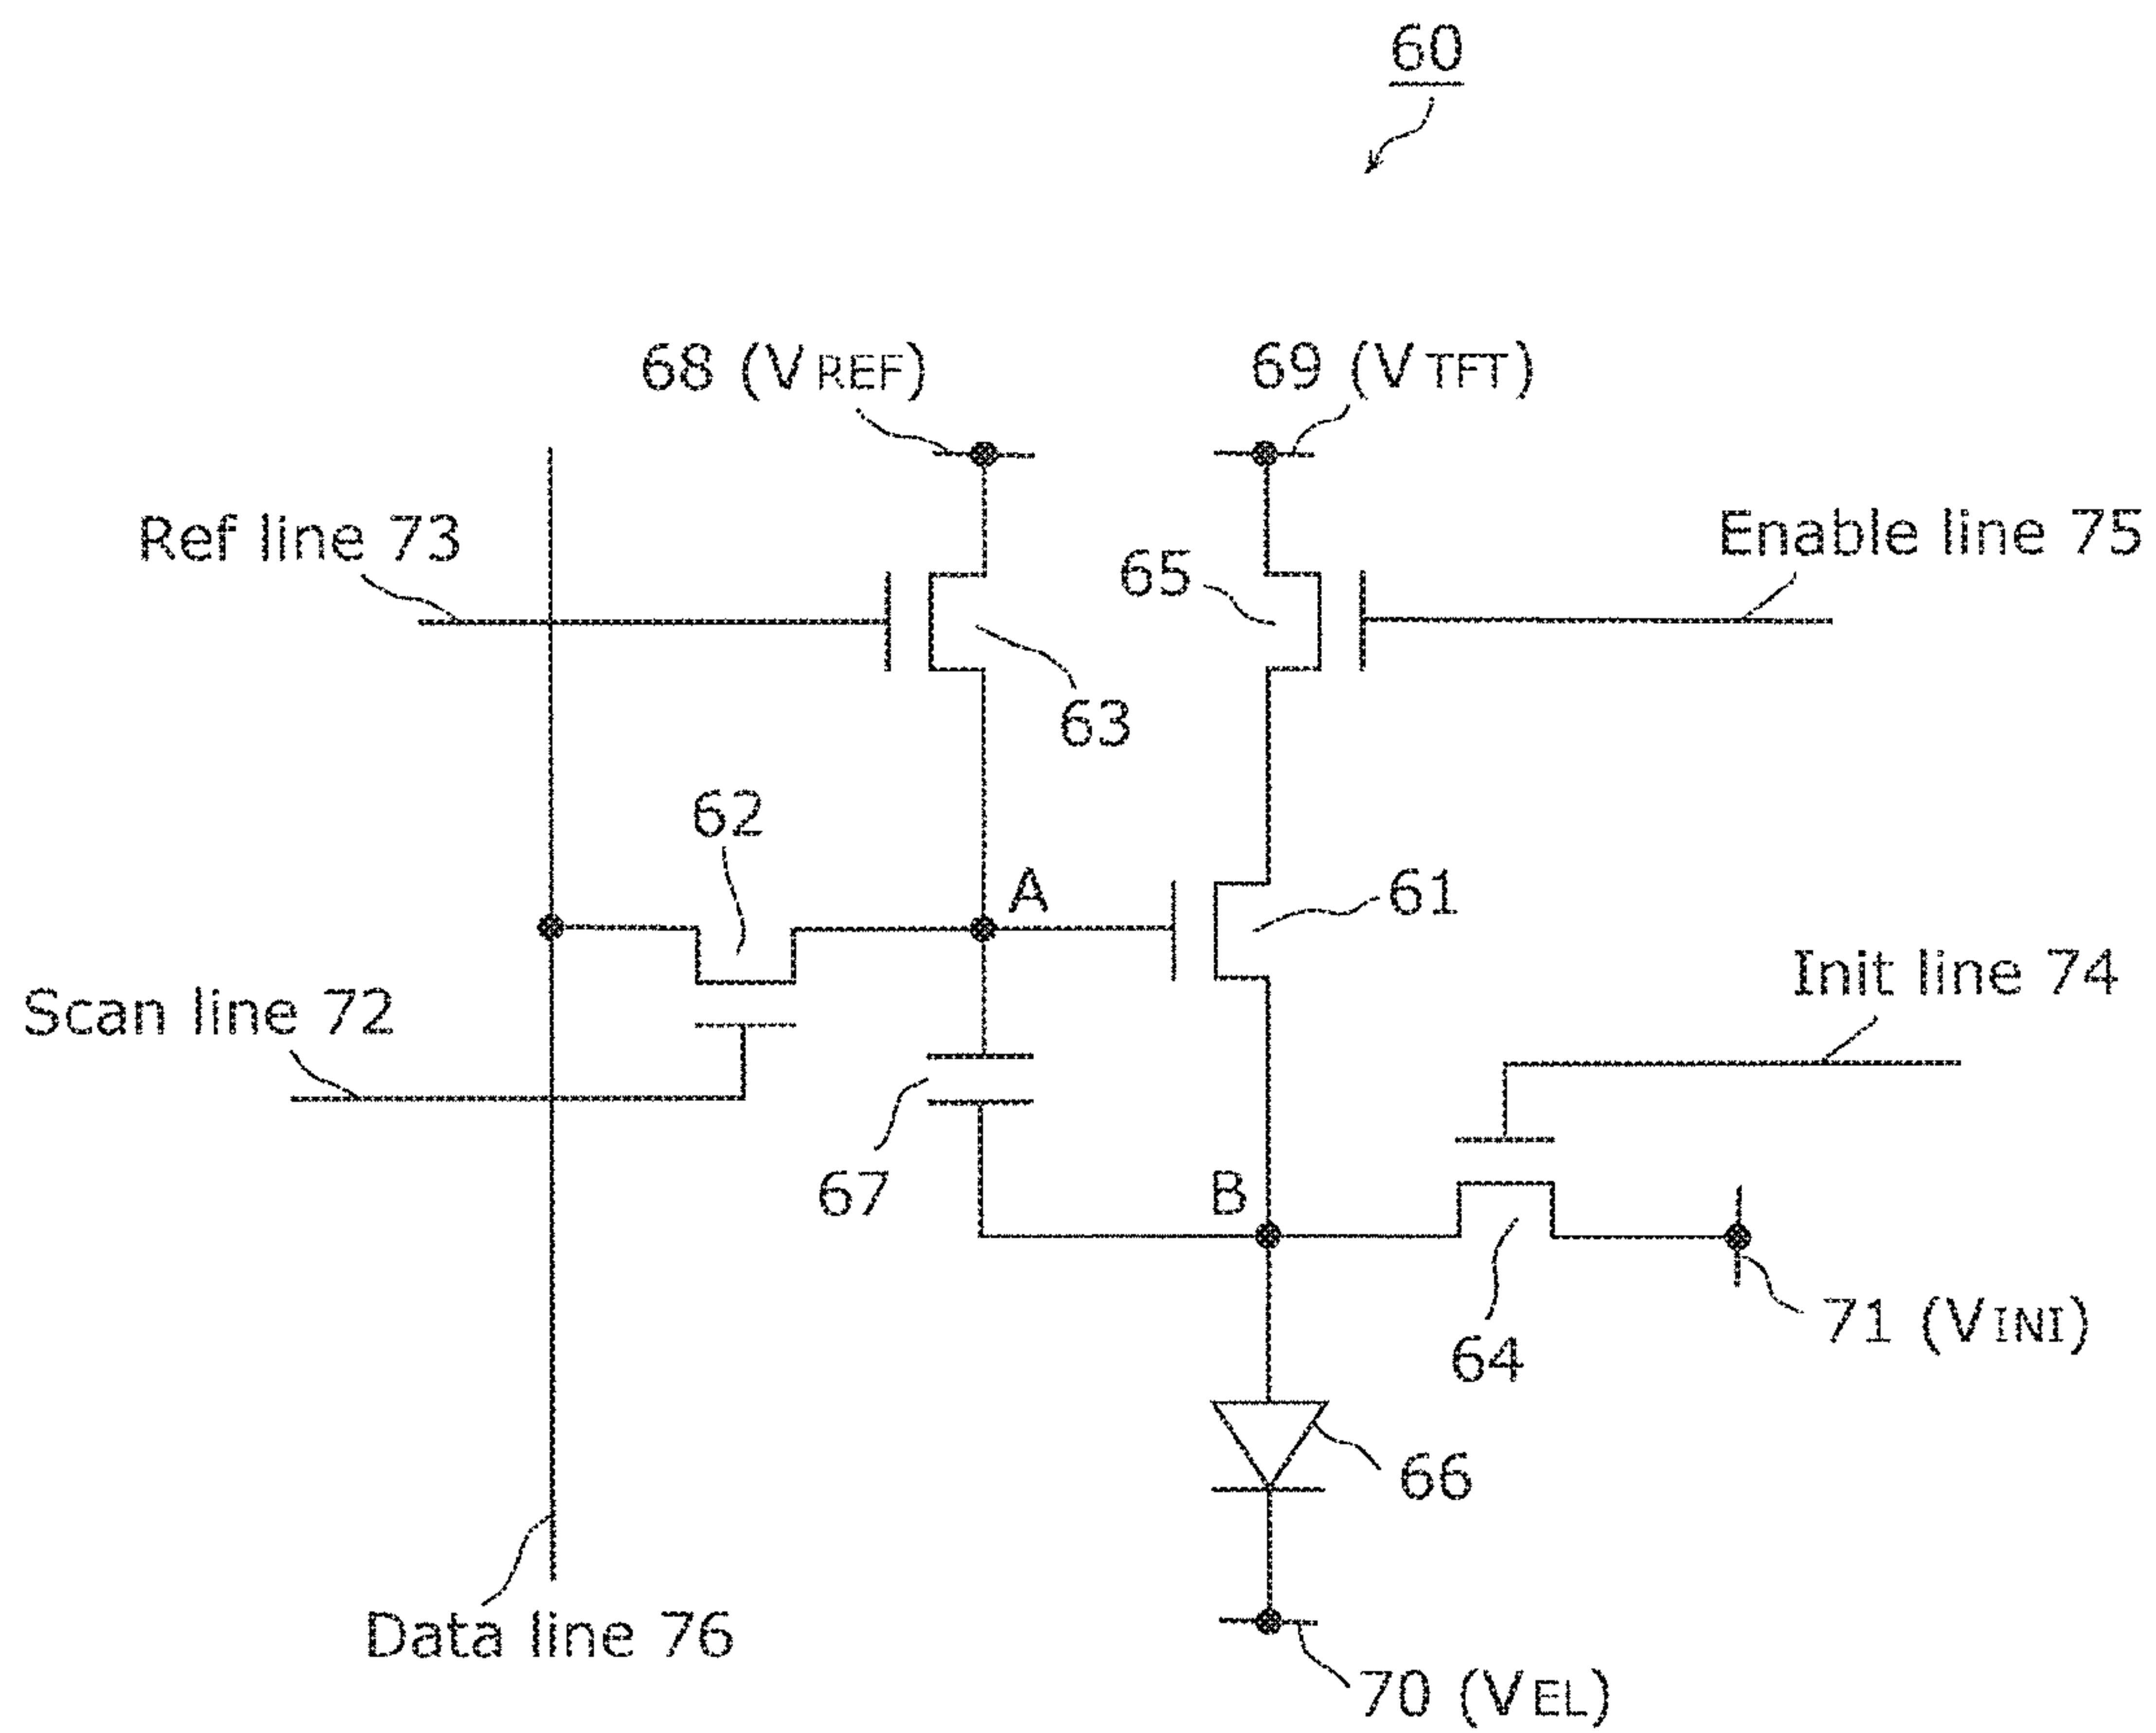 60
68 (VREF)
69 (VTFT)
Ref line 73
Enable line 75
65
63
62
A
61
Init line 74
Scan line 72
67
B
71 (VINI)
64
66
Data line 76
70 (VEL)